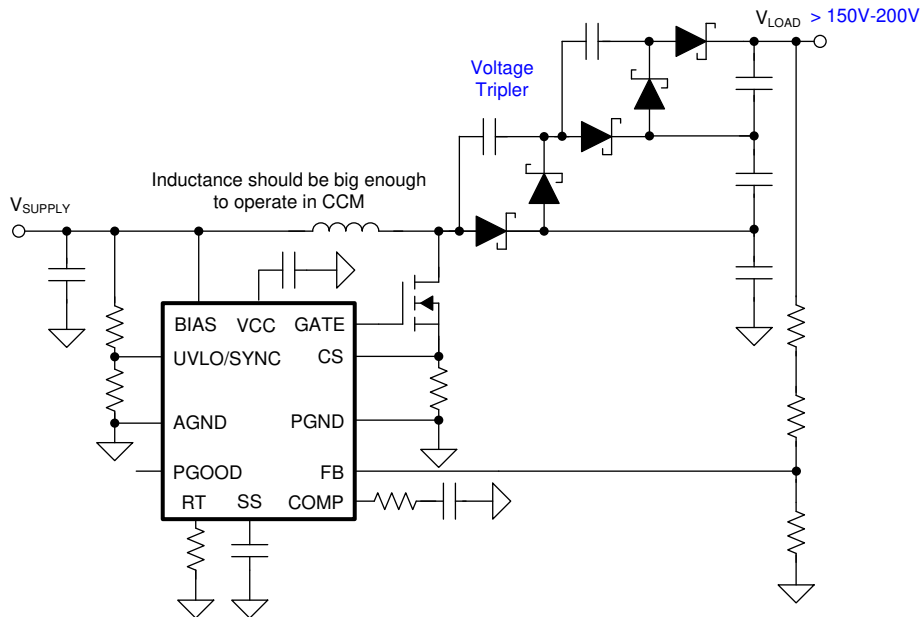 VLOAD > 150V-200V
Voltage
Tripler
Inductance should be big enough
to operate in CCM
VSUPPLY
BIAS VCC GATE
UVLO/SYNC CS
AGND PGND
PGOOD FB
RT SS COMP